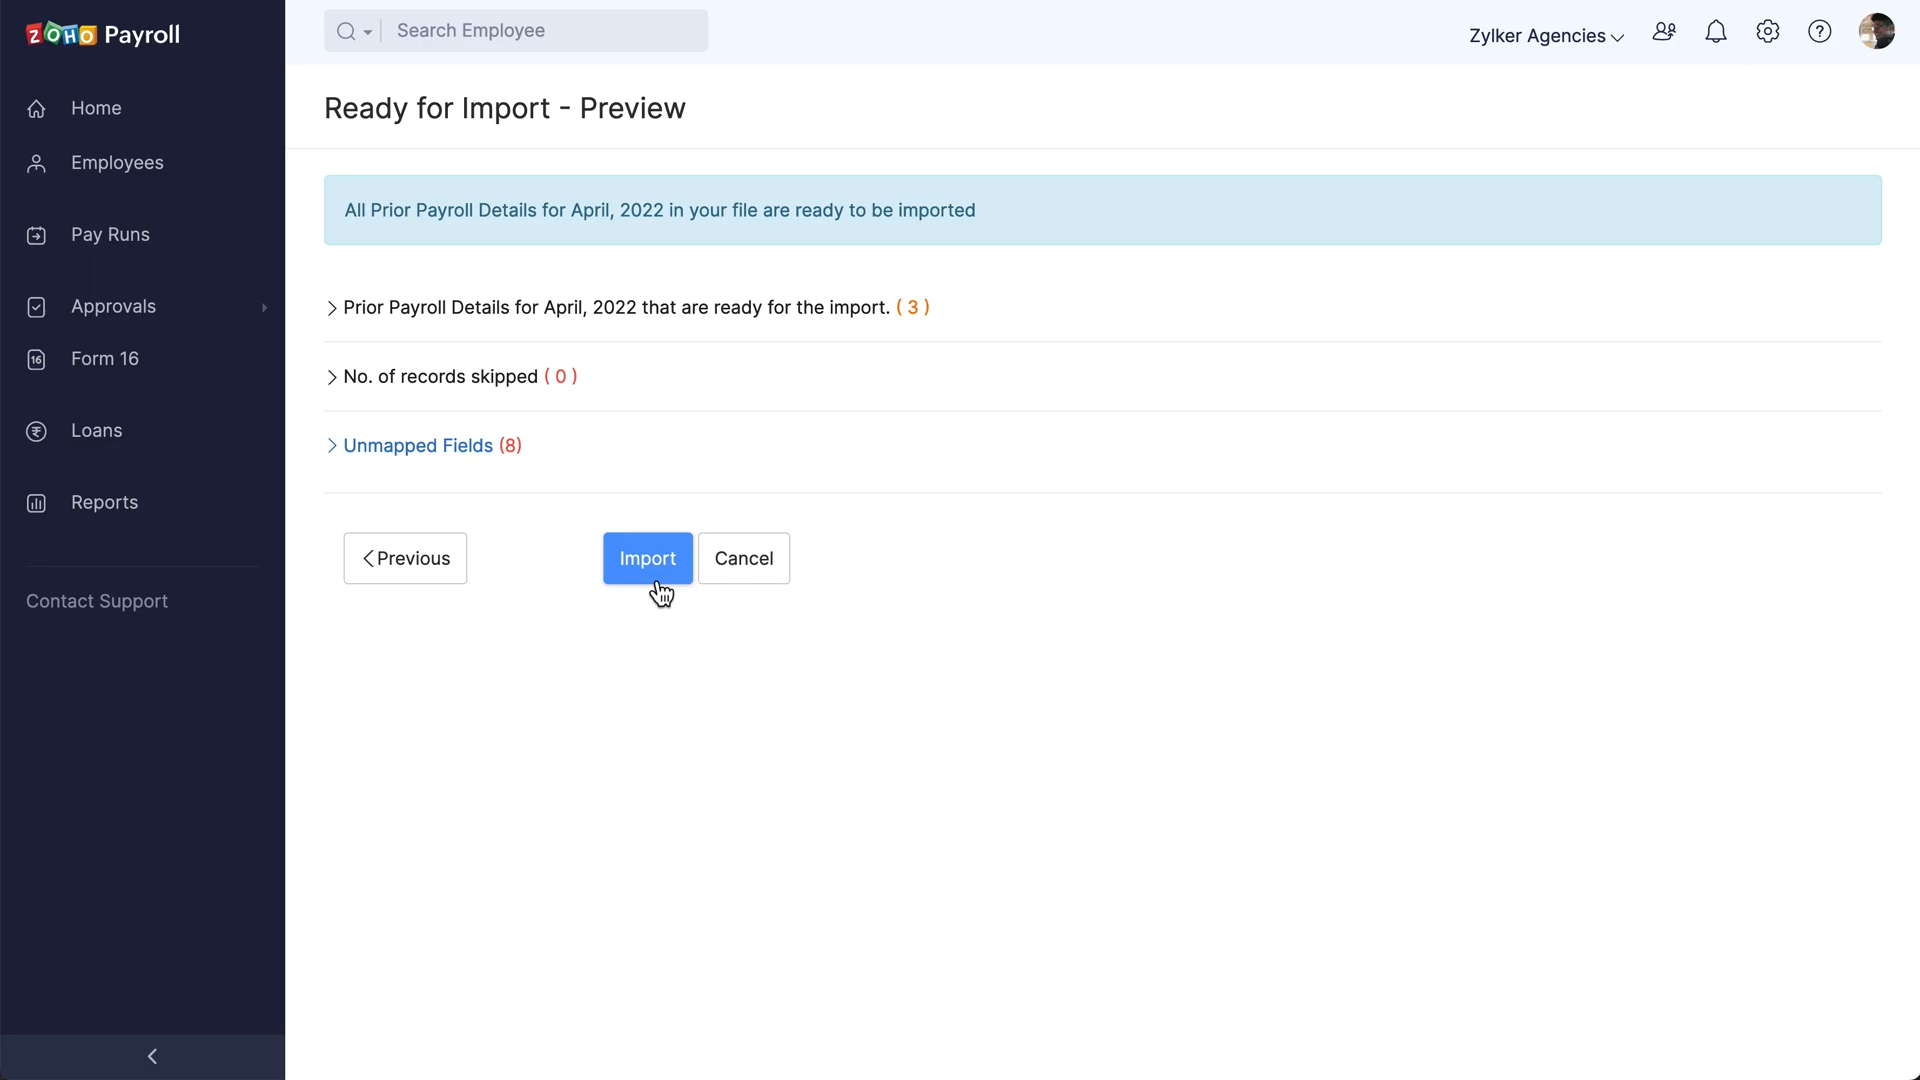 ZOHO Payroll
Search Employee
Zylker Agencies
Home
Employees
Pay Runs
Approvals
16 Form 16
Loans
Reports
Contact Support
Ready for Import - Preview
All Prior Payroll Details for April, 2022 in your file are ready to be imported
Prior Payroll Details for April, 2022 that are ready for the import. ( 3 )
No. of records skipped ( 0 )
Unmapped Fields (8)
Previous
Import
Cancel